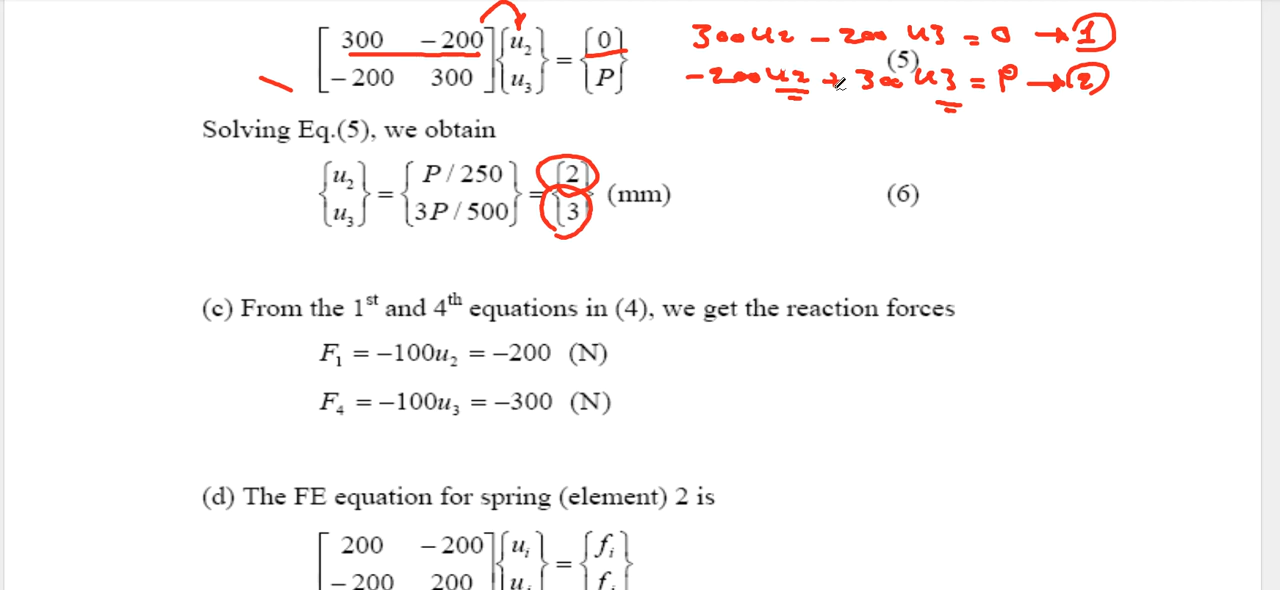 [ 300 −200 ; −200 300 ] { u₂ ; u₃ } = { 0 ; P } (5)
300u2 − 200 u3 = 0 → 1
−200u2 + 300 u3 = P → 2
Solving Eq.(5), we obtain
{ u₂ ; u₃ } = { P / 250 ; 3P / 500 } = { 2 ; 3 } (mm) (6)
(c) From the 1st and 4th equations in (4), we get the reaction forces
F₁ = −100u₂ = −200 (N)
F₄ = −100u₃ = −300 (N)
(d) The FE equation for spring (element) 2 is
[ 200 −200 ; −200 200 ] { uᵢ ; u } = { fᵢ ; f }